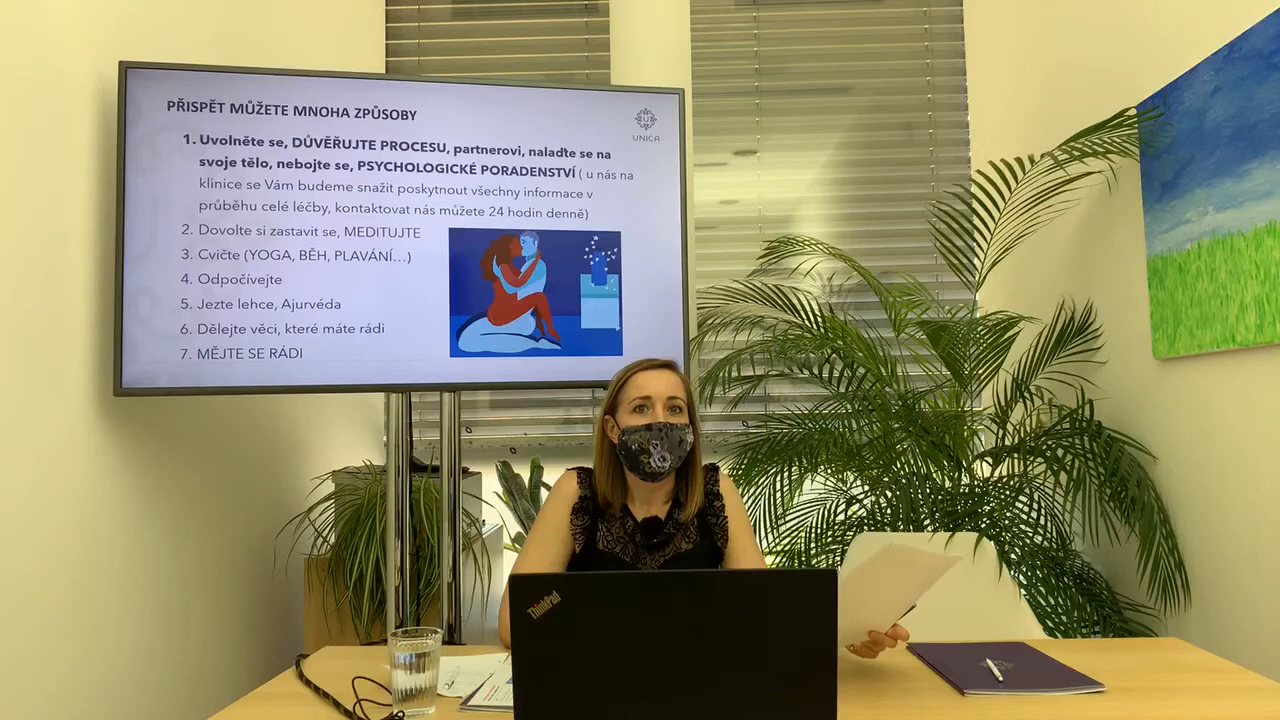 PŘISPĚT MŮŽETE MNOHA ZPŮSOBY
UNICA
1. Uvolněte se, DŮVĚŘUJTE PROCESU, partnerovi, nalaďte se na
svoje tělo, nebojte se, PSYCHOLOGICKÉ PORADENSTVÍ ( u nás na
klinice se Vám budeme snažit poskytnout všechny informace v
průběhu celé léčby, kontaktovat nás můžete 24 hodin denně)
2. Dovolte si zastavit se, MEDITUJTE
3. Cvičte (YOGA, BĚH, PLAVÁNÍ...)
4. Odpočívejte
5. Jezte lehce, Ajurvéda
6. Dělejte věci, které máte rádi
7. MĚJTE SE RÁDI
ThinkPad